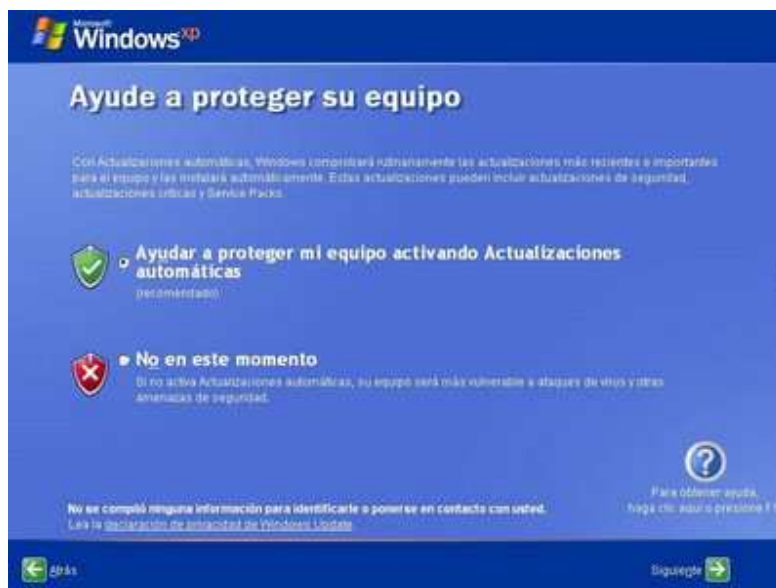 Microsoft
Windows xp
Ayude a proteger su equipo
Con Actualizaciones automáticas, Windows comprobará rutinariamente las actualizaciones más recientes e importantes
para el equipo y las instalará automáticamente. Estas actualizaciones pueden incluir actualizaciones de seguridad,
actualizaciones críticas y Service Packs.
Ayudar a proteger mi equipo activando Actualizaciones
automáticas
(recomendado)
No en este momento
Si no activa Actualizaciones automáticas, su equipo será más vulnerable a ataques de virus y otras
amenazas de seguridad.
Para obtener ayuda,
haga clic aquí o presione F
No se compiló ninguna información para identificarle o ponerse en contacto con usted.
Lea la declaración de privacidad de Windows Update
Atrás
Siguiente